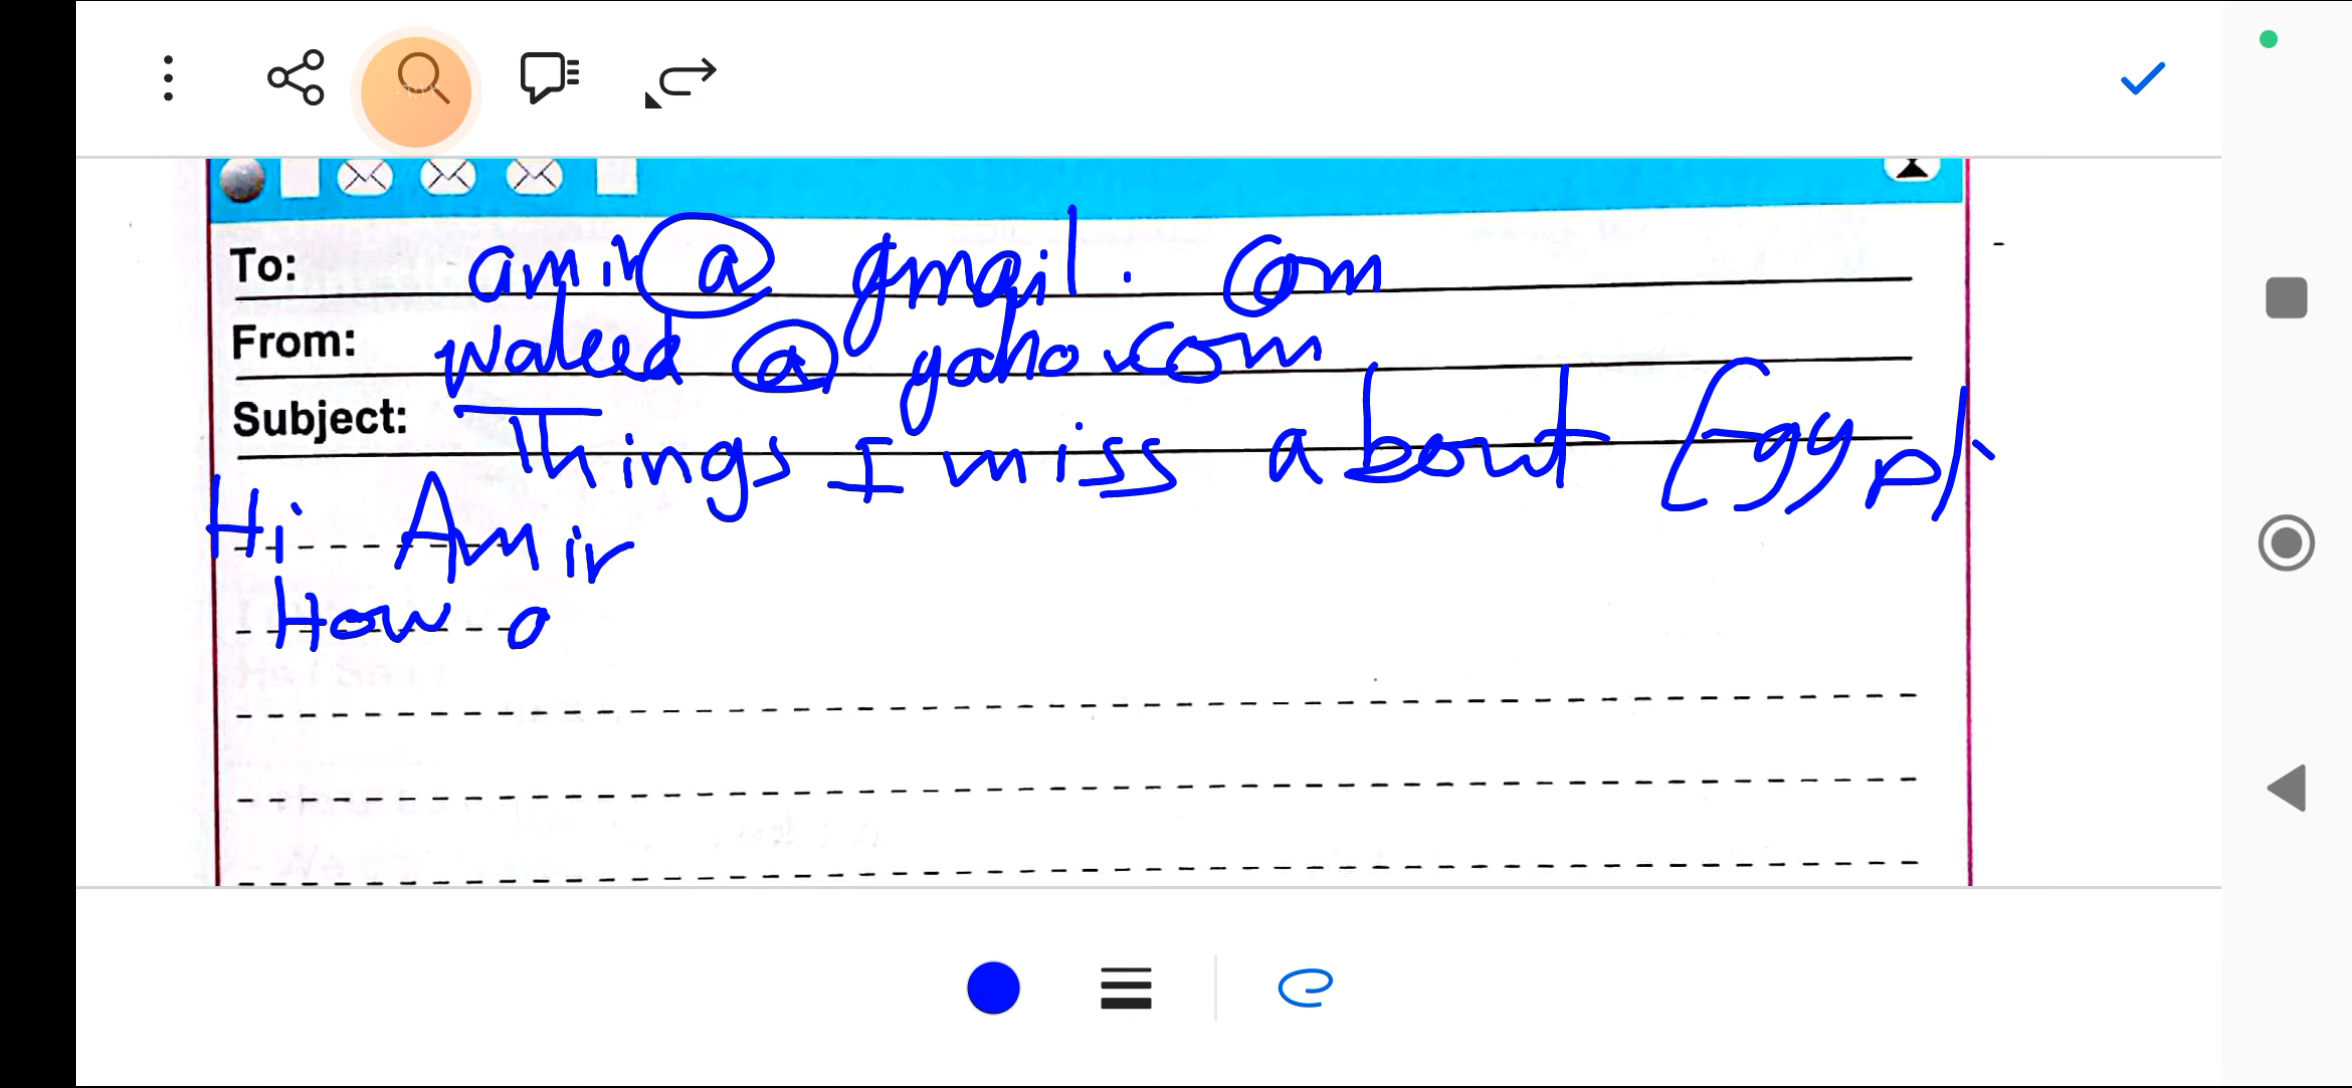 To: amir@gmail.com
From: waleed@yaho.com
Subject: Things I miss about Egypt
Hi Amir
How a